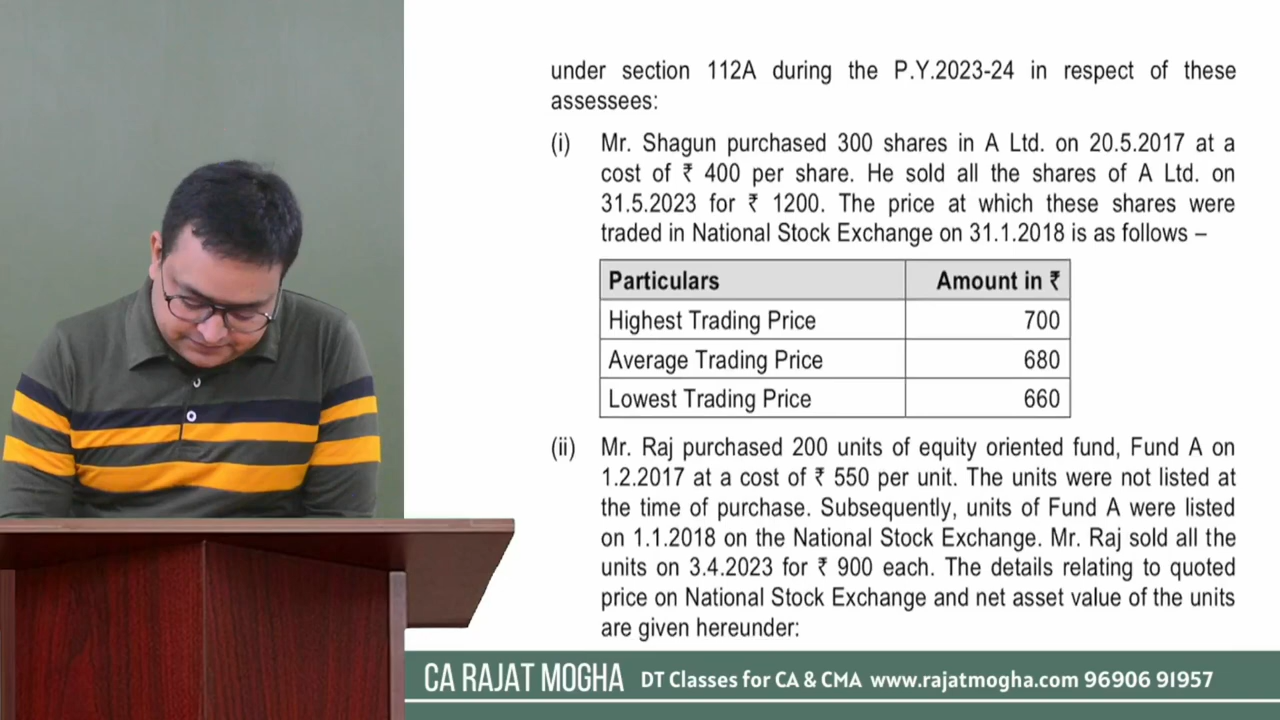 under section 112A during the P.Y.2023-24 in respect of these
assessees:
(i) Mr. Shagun purchased 300 shares in A Ltd. on 20.5.2017 at a
cost of ₹ 400 per share. He sold all the shares of A Ltd. on
31.5.2023 for ₹ 1200. The price at which these shares were
traded in National Stock Exchange on 31.1.2018 is as follows –
Particulars Amount in ₹
Highest Trading Price 700
Average Trading Price 680
Lowest Trading Price 660
(ii) Mr. Raj purchased 200 units of equity oriented fund, Fund A on
1.2.2017 at a cost of ₹ 550 per unit. The units were not listed at
the time of purchase. Subsequently, units of Fund A were listed
on 1.1.2018 on the National Stock Exchange. Mr. Raj sold all the
units on 3.4.2023 for ₹ 900 each. The details relating to quoted
price on National Stock Exchange and net asset value of the units
are given hereunder:
CA RAJAT MOGHA DT Classes for CA & CMA www.rajatmogha.com 96906 91957